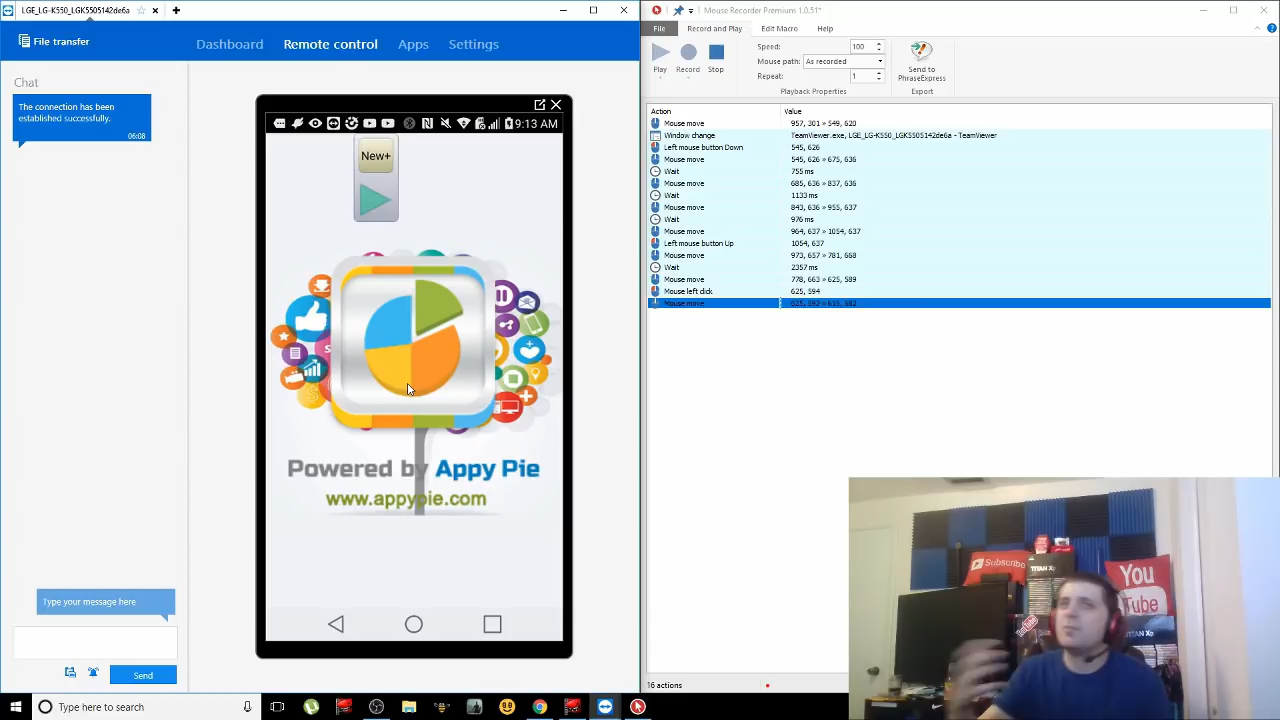 LGE_LG-K550_LGK5505142de6a
Mouse Recorder Premium 1.0.51*
File transfer
Dashboard
Remote control
Apps
Settings
File
Record and Play
Edit Macro
Help
Play
Record
Stop
Speed:
100
Mouse path:
As recorded
Repeat:
1
Playback Properties
Send to
PhraseExpress
Export
Chat
The connection has been
established successfully.
06:08
9:13 AM
New+
Powered by Appy Pie
www.appypie.com
Type your message here
Send
Action Value
Mouse move 957, 301 » 549, 620
Window change TeamViewer.exe, LGE_LG-K550_LGK5505142de6a - TeamViewer
Left mouse button Down 545, 626
Mouse move 545, 626 » 675, 636
Wait 755 ms
Mouse move 685, 636 » 837, 636
Wait 1133 ms
Mouse move 843, 636 » 955, 637
Wait 976 ms
Mouse move 964, 637 » 1054, 637
Left mouse button Up 1054, 637
Mouse move 973, 657 » 781, 668
Wait 2357 ms
Mouse move 778, 663 » 625, 589
Mouse left click 625, 594
Mouse move
16 actions
Subscribe
You
Tube
TITAN Xp
Type here to search